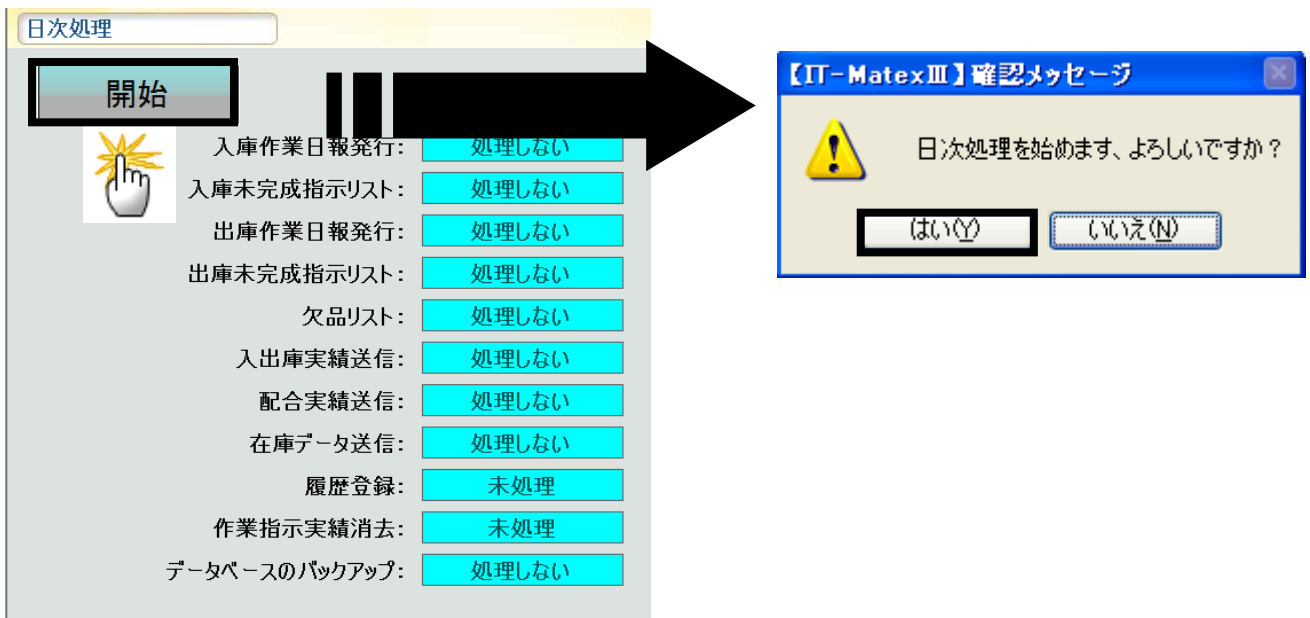 日次処理
開始
入庫作業日報発行: 処理しない
入庫未完成指示リスト: 処理しない
出庫作業日報発行: 処理しない
出庫未完成指示リスト: 処理しない
欠品リスト: 処理しない
入出庫実績送信: 処理しない
配合実績送信: 処理しない
在庫データ送信: 処理しない
履歴登録: 未処理
作業指示実績消去: 未処理
データベースのバックアップ: 処理しない
【IT-MatexⅢ】確認メッセージ
日次処理を始めます、よろしいですか?
はい(Y) いいえ(N)